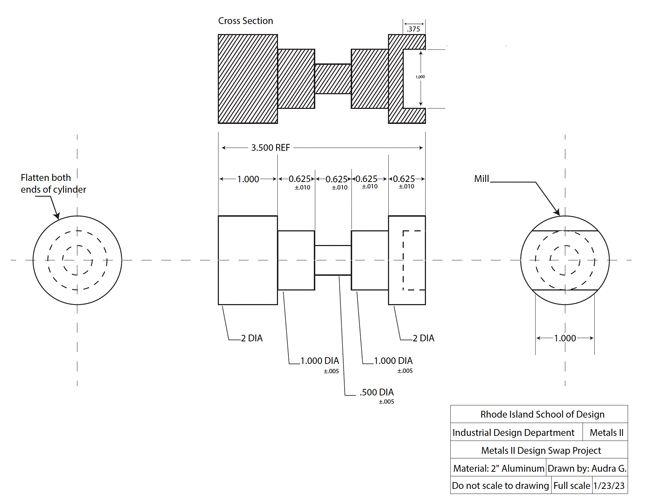 Cross Section
.375
1.000
3.500 REF
1.000
0.625
±.010
0.625
±.010
0.625
±.010
0.625
±.010
Flatten both
ends of cylinder
Mill
2 DIA
2 DIA
1.000 DIA
±.005
1.000 DIA
±.005
.500 DIA
±.005
1.000
Rhode Island School of Design
Industrial Design Department Metals II
Metals II Design Swap Project
Material: 2" Aluminum Drawn by: Audra G.
Do not scale to drawing Full scale 1/23/23